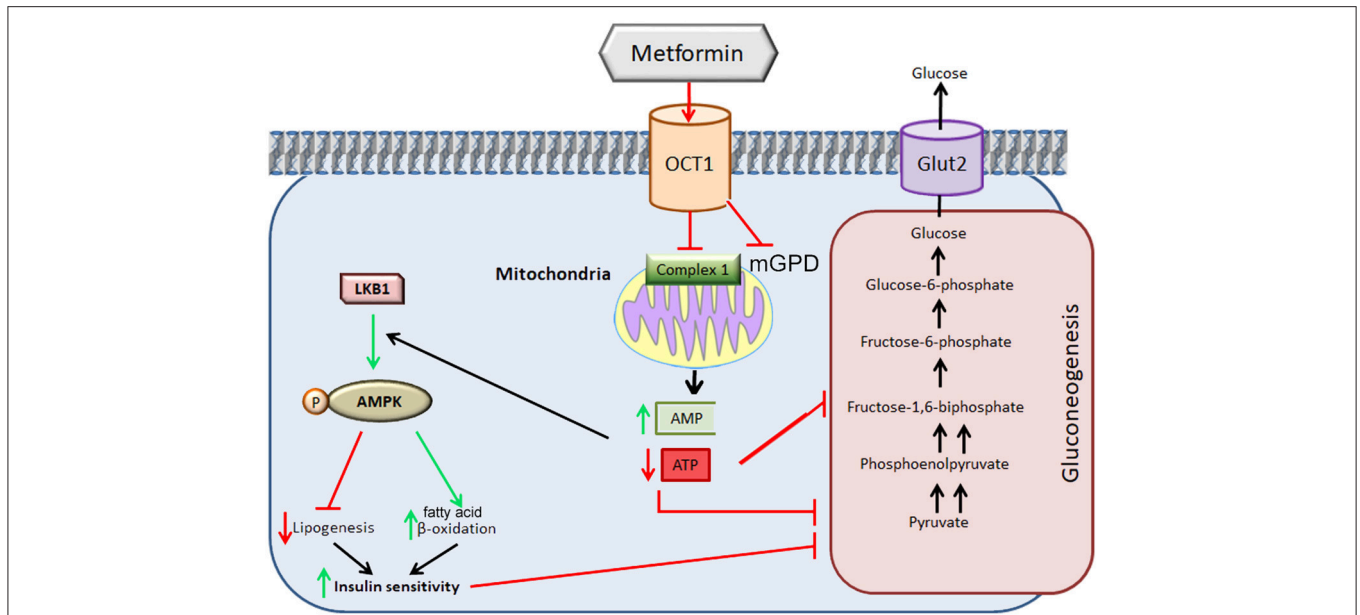 Metformin
OCT1
Glucose
Glut2
Mitochondria
Complex 1
mGPD
LKB1
P
AMPK
AMP
ATP
Lipogenesis
fatty acid
β-oxidation
Insulin sensitivity
Glucose
Glucose-6-phosphate
Fructose-6-phosphate
Fructose-1,6-biphosphate
Phosphoenolpyruvate
Pyruvate
Gluconeogenesis